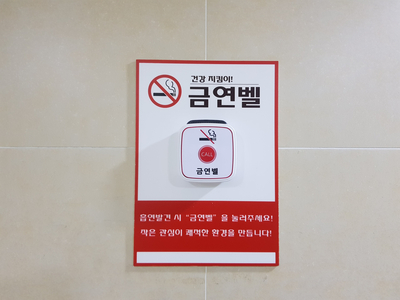 건강 지킴이!
금연벨
CALL
금연벨
흡연발견 시 "금연벨" 을 눌러주세요!
작은 관심이 쾌적한 환경을 만듭니다!